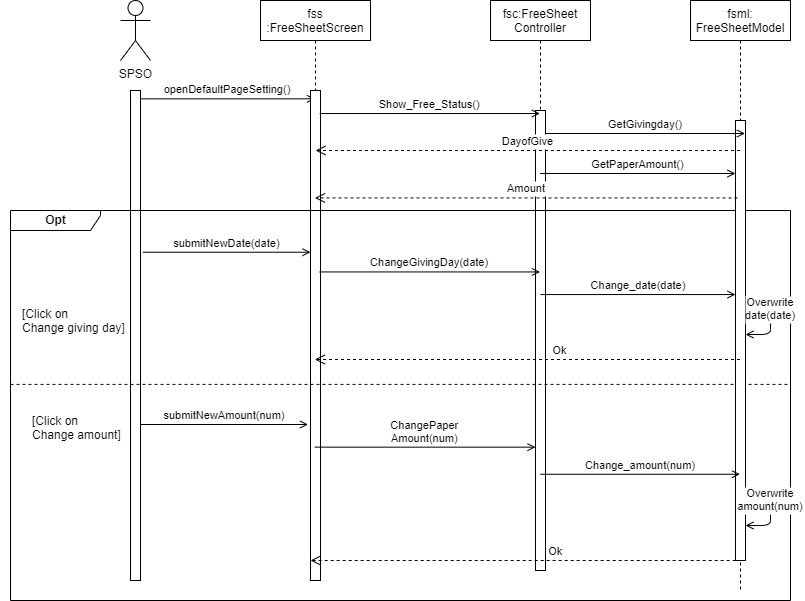 fss
:FreeSheetScreen
fsc:FreeSheet
Controller
fsml:
FreeSheetModel
SPSO
openDefaultPageSetting()
Show_Free_Status()
GetGivingday()
DayofGive
GetPaperAmount()
Amount
Opt
submitNewDate(date)
ChangeGivingDay(date)
Change_date(date)
Overwrite
date(date)
[Click on
Change giving day]
Ok
[Click on
Change amount]
submitNewAmount(num)
ChangePaper
Amount(num)
Change_amount(num)
Overwrite
amount(num)
Ok